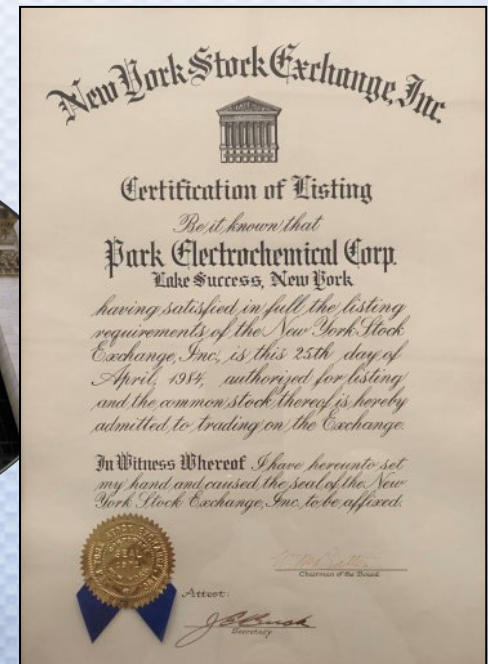 New York Stock Exchange, Inc.
Certification of Listing
Be it known that
Park Electrochemical Corp.
Lake Success, New York
having satisfied in full the listing
requirements of the New York Stock
Exchange, Inc., is this 25th day of
April, 1984, authorized for listing
and the common stock thereof is hereby
admitted to trading on the Exchange.
In Witness Whereof I have hereunto set
my hand and caused the seal of the New
York Stock Exchange, Inc. to be affixed.
Chairman of the Board
SEAL
Attest:
Secretary